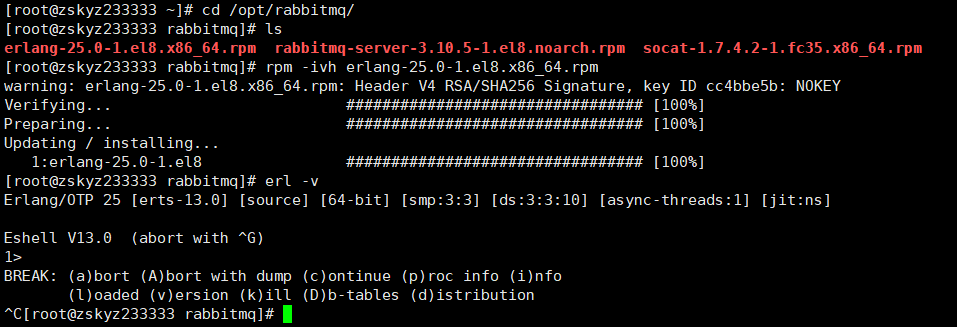 [root@zskyz233333 ~]# cd /opt/rabbitmq/
[root@zskyz233333 rabbitmq]# ls
erlang-25.0-1.el8.x86_64.rpm  rabbitmq-server-3.10.5-1.el8.noarch.rpm  socat-1.7.4.2-1.fc35.x86_64.rpm
[root@zskyz233333 rabbitmq]# rpm -ivh erlang-25.0-1.el8.x86_64.rpm
warning: erlang-25.0-1.el8.x86_64.rpm: Header V4 RSA/SHA256 Signature, key ID cc4bbe5b: NOKEY
Verifying...                          ################################# [100%]
Preparing...                          ################################# [100%]
Updating / installing...
   1:erlang-25.0-1.el8                ################################# [100%]
[root@zskyz233333 rabbitmq]# erl -v
Erlang/OTP 25 [erts-13.0] [source] [64-bit] [smp:3:3] [ds:3:3:10] [async-threads:1] [jit:ns]
Eshell V13.0  (abort with ^G)
1>
BREAK: (a)bort (A)bort with dump (c)ontinue (p)roc info (i)nfo
       (l)oaded (v)ersion (k)ill (D)b-tables (d)istribution
^C[root@zskyz233333 rabbitmq]#